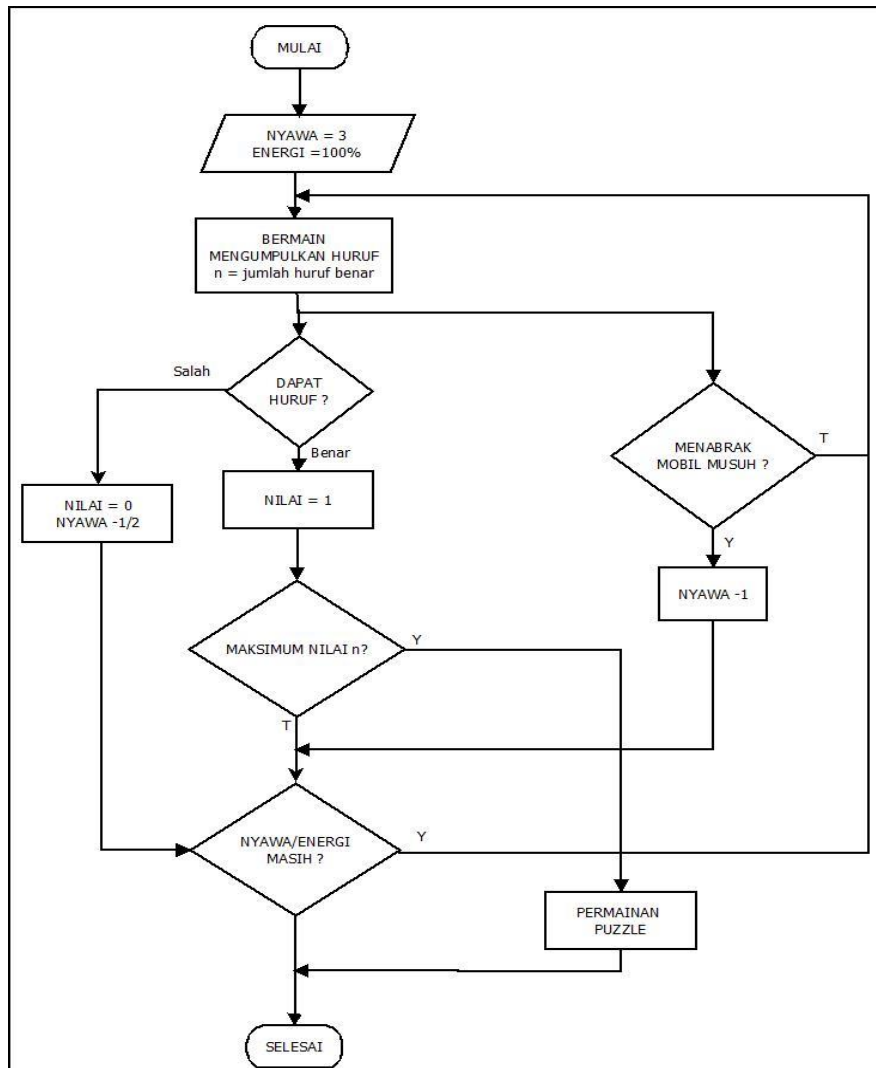 MULAI
NYAWA = 3
ENERGI =100%
BERMAIN
MENGUMPULKAN HURUF
n = jumlah huruf benar
Salah
DAPAT
HURUF ?
Benar
MENABRAK
MOBIL MUSUH ?
T
NILAI = 0
NYAWA -1/2
NILAI = 1
Y
NYAWA -1
MAKSIMUM NILAI n?
Y
T
NYAWA/ENERGI
MASIH ?
Y
PERMAINAN
PUZZLE
SELESAI